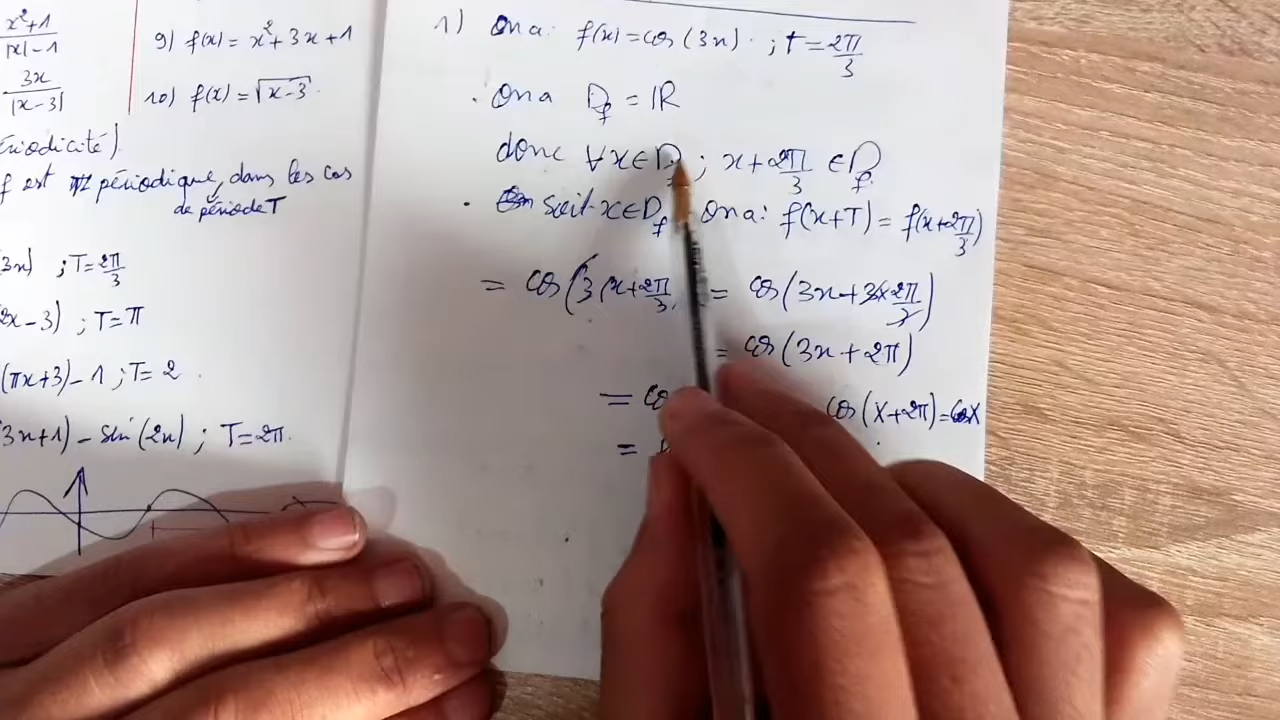 x²+1
|x|-1
3x
|x-3|
9) f(x) = x²+3x+1
10) f(x) = √x-3
ériodicité)
f est périodique, dans les cas
de période T
3x) ; T=2π/3
2x-3) ; T=π
(πx+3)-1 ; T=2
3x+1) - sin(2x) ; T=2π.
1) On a: f(x)=cos(3x). ; t=2π/3
. On a Df = IR
donc ∀x∈Df ; x+2π/3 ∈Df
. soit x∈Df On a: f(x+T) = f(x+2π/3)
= cos(3(x+2π/3 = cos(3x+3x2π/3)
= cos(3x+2π)
= co cos(X+2π)=cosX
=